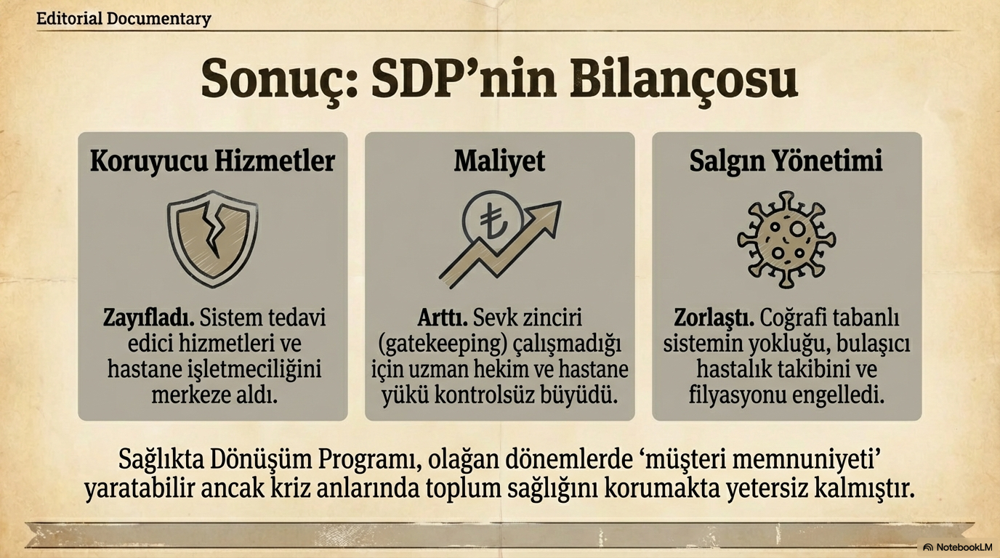 Editorial Documentary
Sonuç: SDP’nin Bilançosu
Koruyucu Hizmetler
Zayıfladı. Sistem tedavi
edici hizmetleri ve
hastane işletmeciliğini
merkeze aldı.
Maliyet
₺
Arttı. Sevk zinciri
(gatekeeping) çalışmadığı
için uzman hekim ve hastane
yükü kontrolsüz büyüdü.
Salgın Yönetimi
Zorlaştı. Coğrafi tabanlı
sistemin yokluğu, bulaşıcı
hastalık takibini ve
filyasyonu engelledi.
Sağlıkta Dönüşüm Programı, olağan dönemlerde ‘müşteri memnuniyeti’
yaratabilir ancak kriz anlarında toplum sağlığını korumakta yetersiz kalmıştır.
NotebookLM